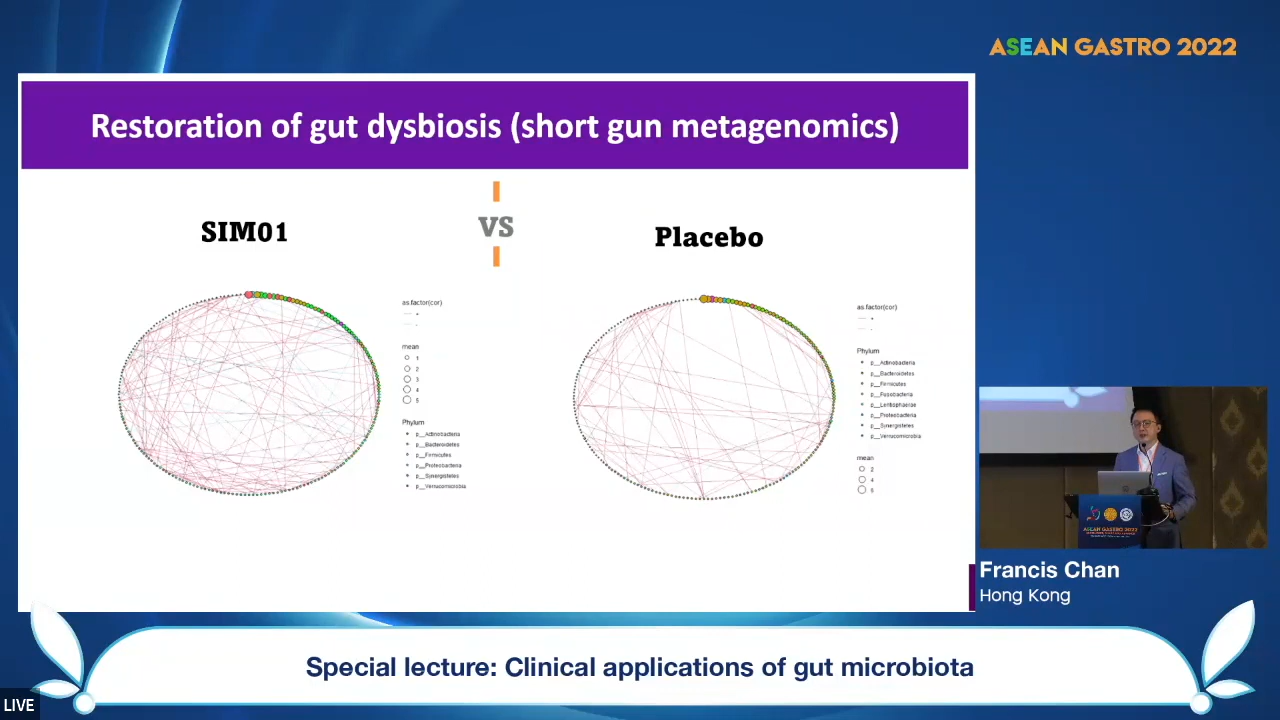 ASEAN GASTRO 2022
Restoration of gut dysbiosis (short gun metagenomics)
SIM01
VS
Placebo
as.factor(cor)
+
-
mean
1
2
3
4
5
Phylum
p__Actinobacteria
p__Bacteroidetes
p__Firmicutes
p__Proteobacteria
p__Synergistetes
p__Verrucomicrobia
as.factor(cor)
+
-
Phylum
p__Actinobacteria
p__Bacteroidetes
p__Firmicutes
p__Fusobacteria
p__Lentisphaerae
p__Proteobacteria
p__Synergistetes
p__Verrucomicrobia
mean
2
4
6
ASEAN GASTRO 2022
Francis Chan
Hong Kong
Special lecture: Clinical applications of gut microbiota
LIVE